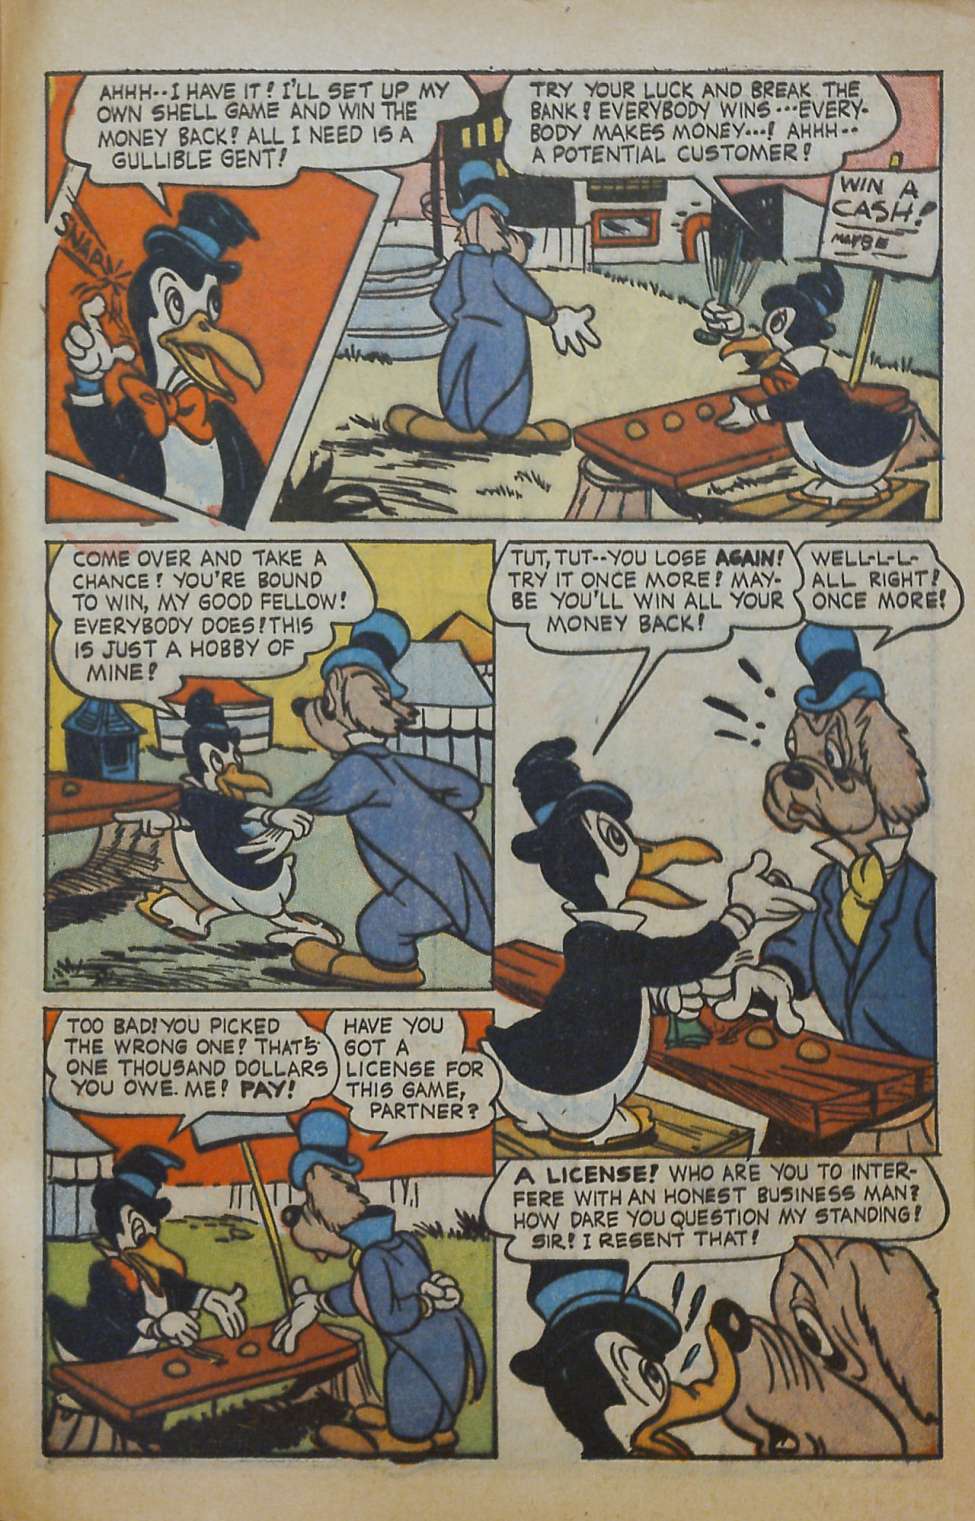 AHHH--I HAVE IT! I'LL SET UP MY
OWN SHELL GAME AND WIN THE
MONEY BACK! ALL I NEED IS A
GULLIBLE GENT!
SNAP
TRY YOUR LUCK AND BREAK THE
BANK! EVERYBODY WINS---EVERY-
BODY MAKES MONEY---! AHHH--
A POTENTIAL CUSTOMER!
WIN A
CASH!
MAYBE
COME OVER AND TAKE A
CHANCE! YOU'RE BOUND
TO WIN, MY GOOD FELLOW!
EVERYBODY DOES! THIS
IS JUST A HOBBY OF
MINE!
TUT, TUT--YOU LOSE AGAIN!
TRY IT ONCE MORE! MAY-
BE YOU'LL WIN ALL YOUR
MONEY BACK!
WELL-L-L-
ALL RIGHT!
ONCE MORE!
TOO BAD! YOU PICKED
THE WRONG ONE! THAT'S
ONE THOUSAND DOLLARS
YOU OWE ME! PAY!
HAVE YOU
GOT A
LICENSE FOR
THIS GAME,
PARTNER?
A LICENSE! WHO ARE YOU TO INTER-
FERE WITH AN HONEST BUSINESS MAN?
HOW DARE YOU QUESTION MY STANDING!
SIR! I RESENT THAT!